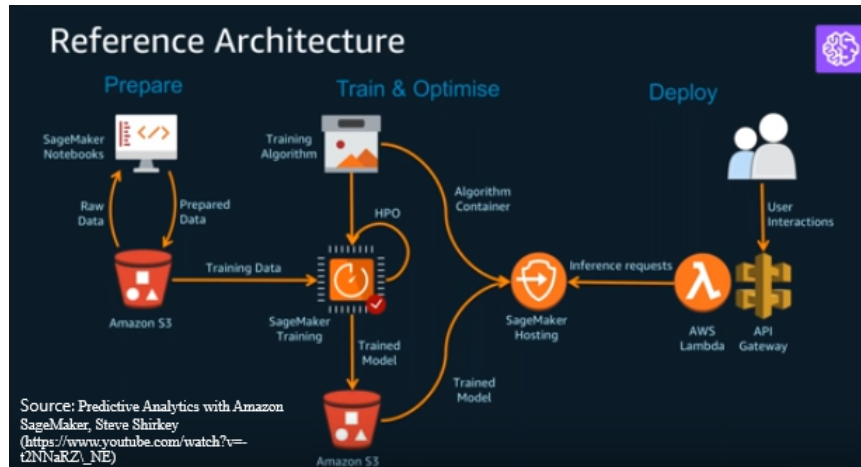 Reference Architecture
Prepare
Train & Optimise
Deploy
SageMaker
Notebooks
</>
Training
Algorithm
Raw
Data
Prepared
Data
HPO
Algorithm
Container
User
Interactions
Training Data
Inference requests
λ
Amazon S3
SageMaker
Training
SageMaker
Hosting
AWS
Lambda
API
Gateway
Trained
Model
Trained
Model
Amazon S3
Source: Predictive Analytics with Amazon
SageMaker, Steve Shirkey
(https://www.youtube.com/watch?v=-
t2NNaRZ\_NE)